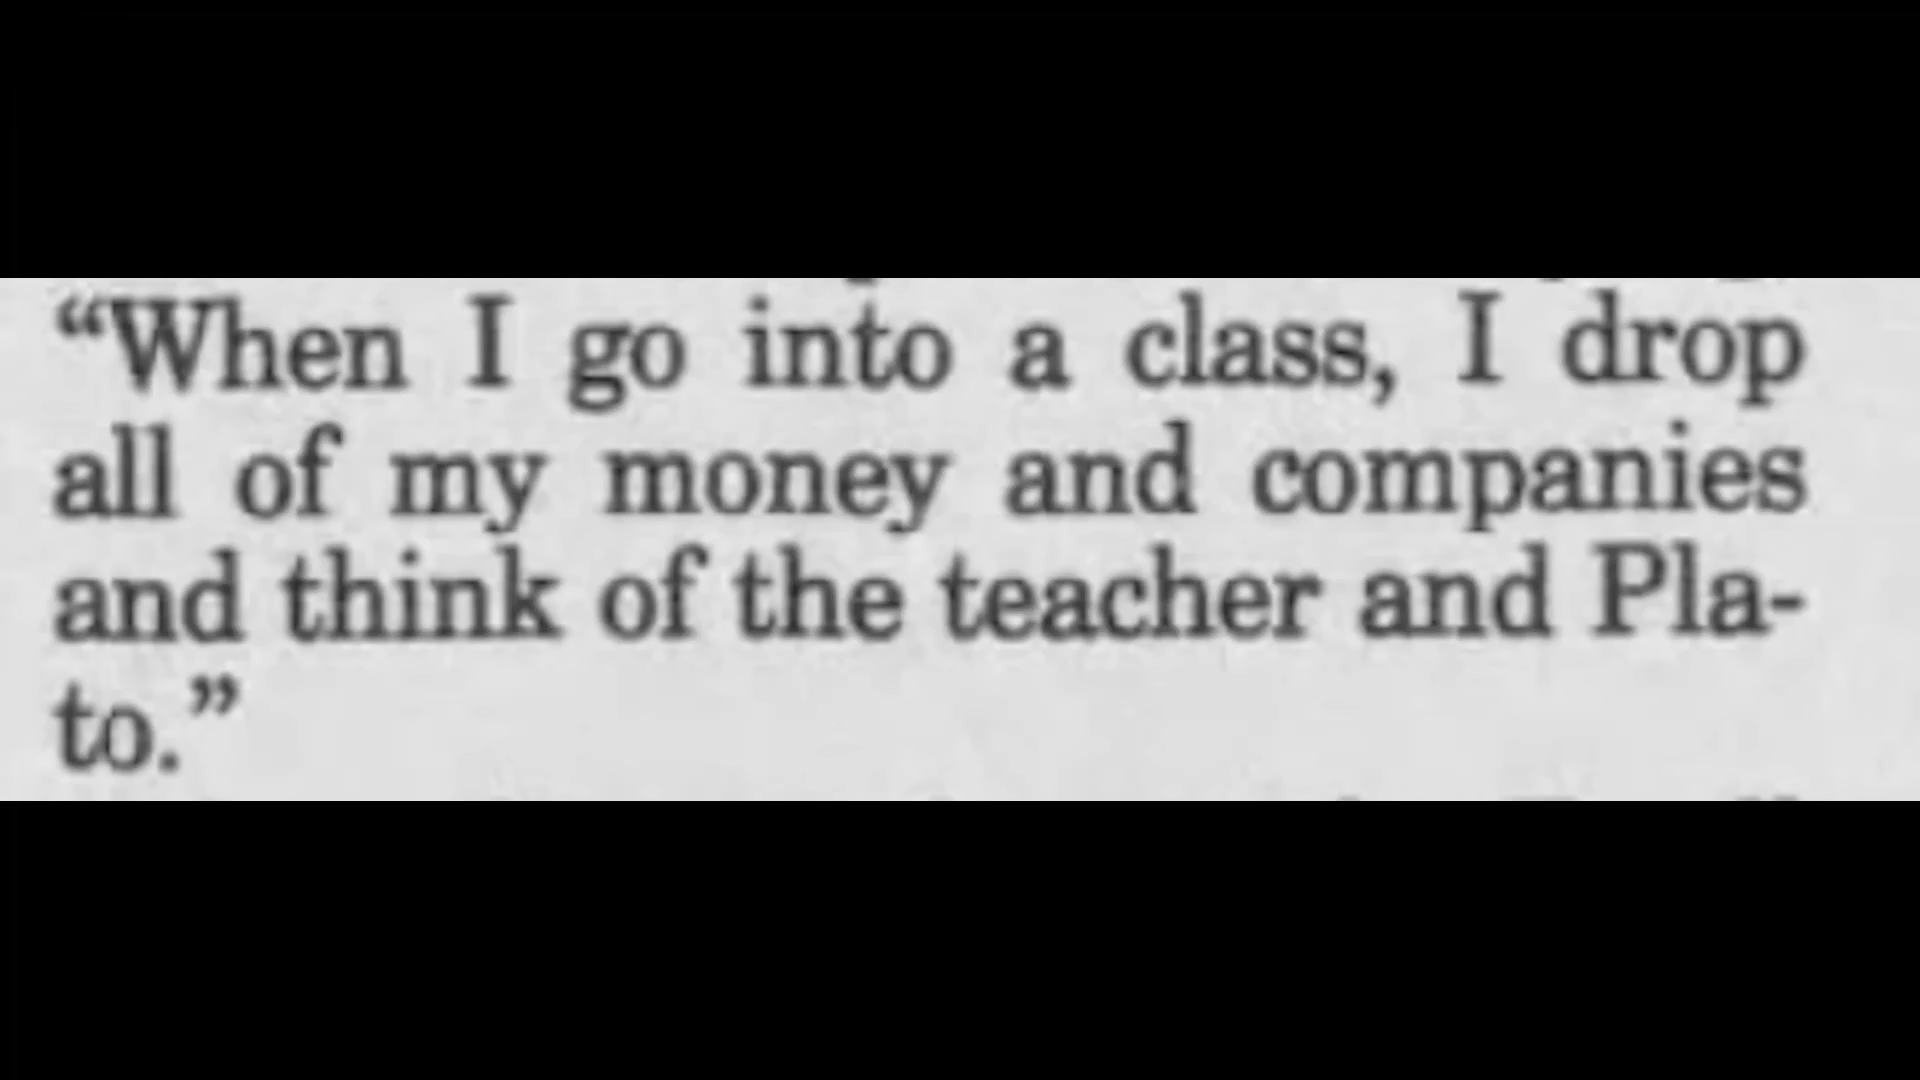 “When I go into a class, I drop
all of my money and companies
and think of the teacher and Pla-
to.”